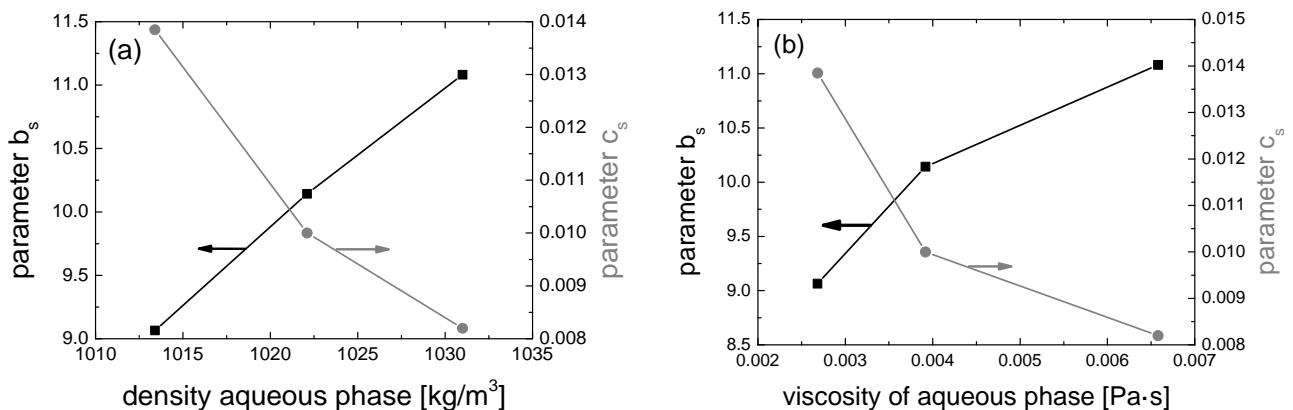 (a)
11.5
11.0
10.5
10.0
9.5
9.0
parameter b_s
0.014
0.013
0.012
0.011
0.010
0.009
0.008
parameter c_s
1010 1015 1020 1025 1030 1035
density aqueous phase [kg/m³]
(b)
11.5
11.0
10.5
10.0
9.5
9.0
8.5
parameter b_s
0.015
0.014
0.013
0.012
0.011
0.010
0.009
0.008
parameter c_s
0.002 0.003 0.004 0.005 0.006 0.007
viscosity of aqueous phase [Pa·s]